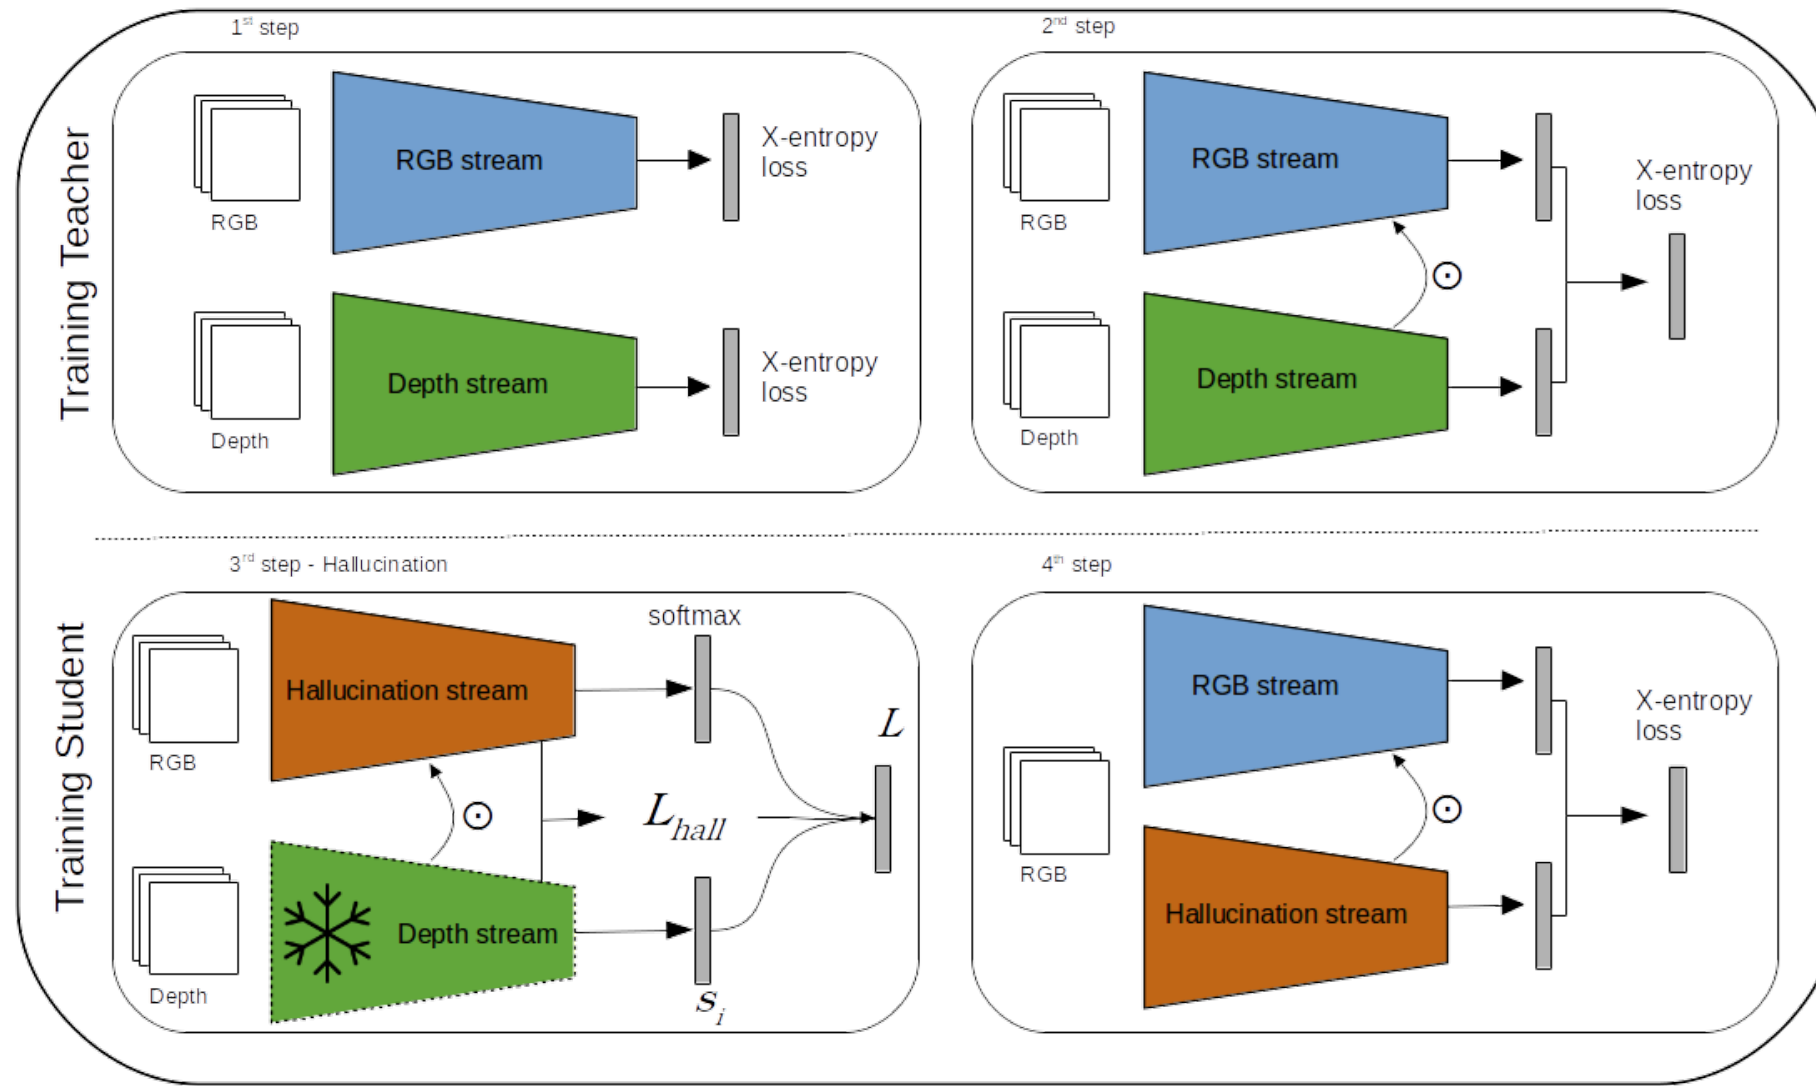 1st step
2nd step
Training Teacher
RGB stream
X-entropy
loss
RGB
Depth stream
X-entropy
loss
Depth
RGB stream
X-entropy
loss
RGB
⊙
Depth stream
Depth
3rd step - Hallucination
4th step
Training Student
softmax
Hallucination stream
RGB
L
⊙
L_hall
Depth stream
Depth
s_i
RGB stream
X-entropy
loss
⊙
RGB
Hallucination stream